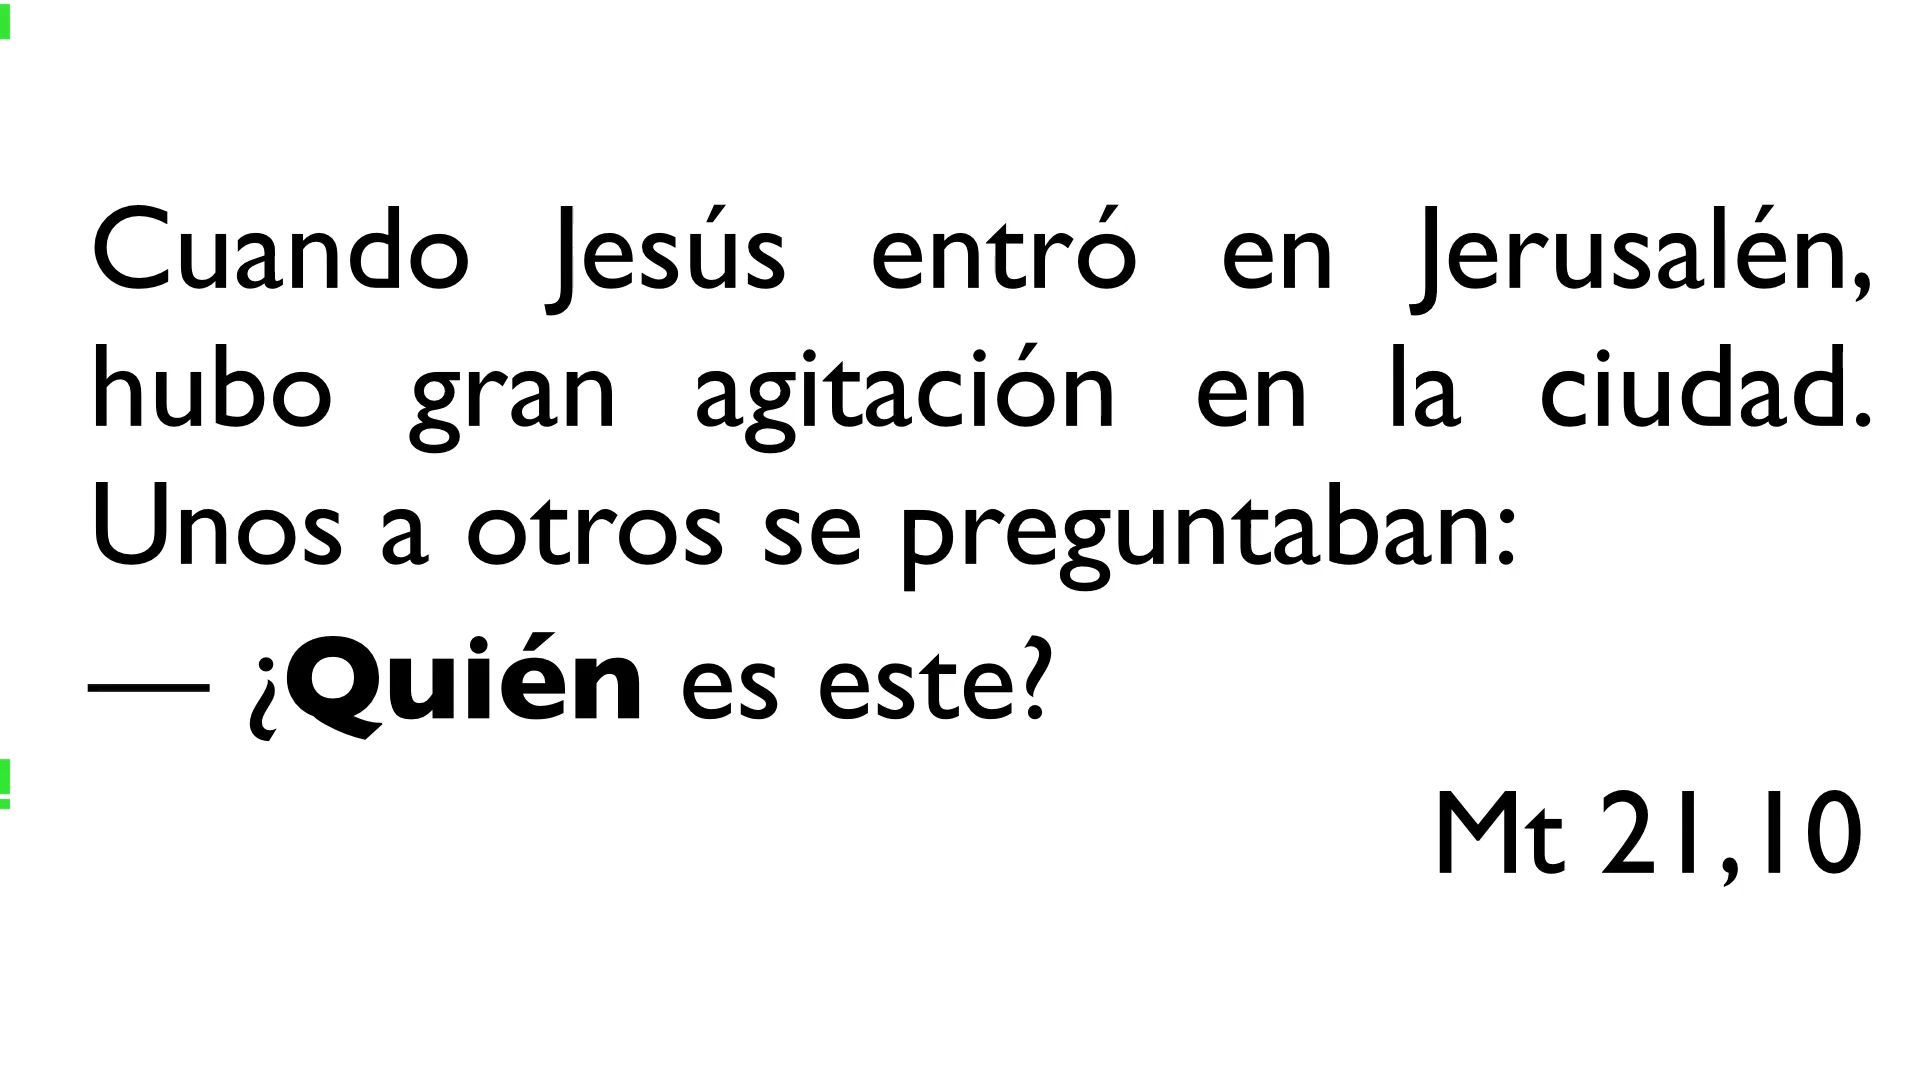 Cuando Jesús entró en Jerusalén,
hubo gran agitación en la ciudad.
Unos a otros se preguntaban:
— ¿Quién es este?
Mt 21,10